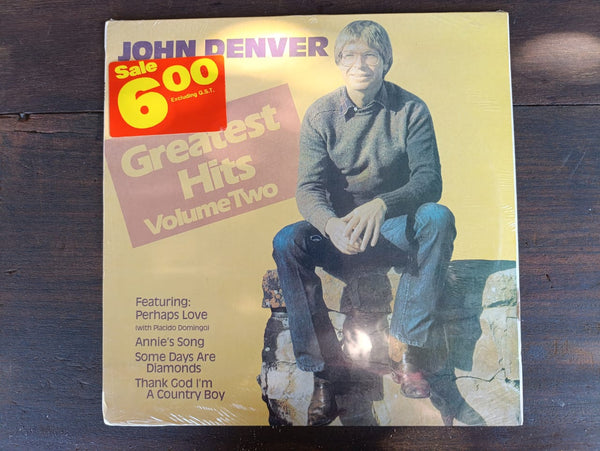 JOHN DENVER
Sale
6.00
Excluding G.S.T.
Greatest
Hits
Volume Two
Featuring:
Perhaps Love
(with Placido Domingo)
Annie's Song
Some Days Are
Diamonds
Thank God I'm
A Country Boy